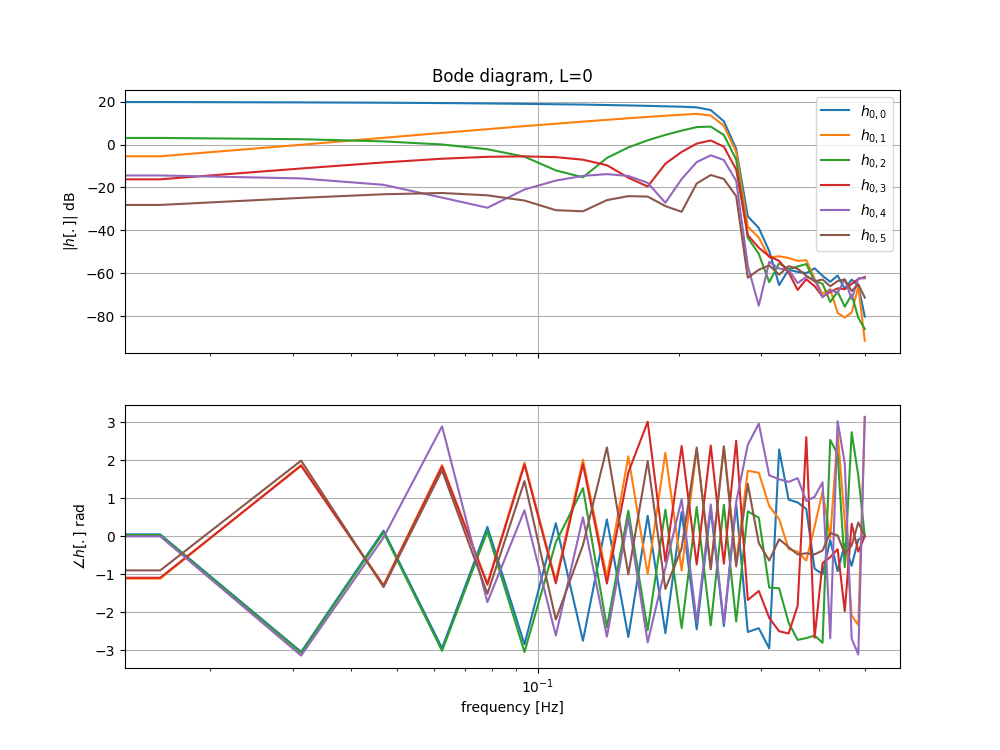 Bode diagram, L=0
|h[.]| dB
20
0
−20
−40
−60
−80
h0,0
h0,1
h0,2
h0,3
h0,4
h0,5
∠h[.] rad
3
2
1
0
−1
−2
−3
10−1
frequency [Hz]